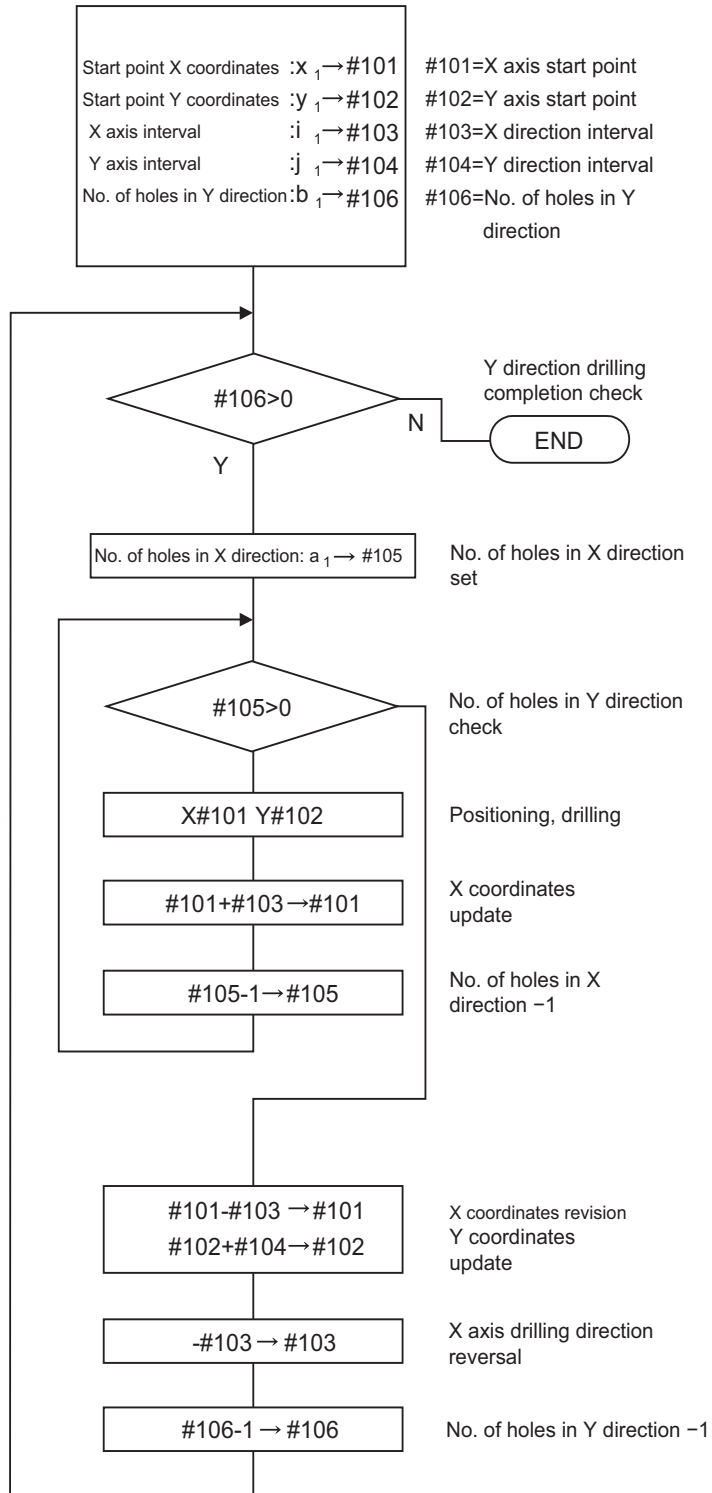 Start point X coordinates :x 1→#101 #101=X axis start point
Start point Y coordinates :y 1→#102 #102=Y axis start point
X axis interval :i 1→#103 #103=X direction interval
Y axis interval :j 1→#104 #104=Y direction interval
No. of holes in Y direction:b 1→#106 #106=No. of holes in Y
direction
Y direction drilling
completion check
#106>0
N
END
Y
No. of holes in X direction: a 1→ #105
No. of holes in X direction
set
#105>0
No. of holes in Y direction
check
X#101 Y#102
Positioning, drilling
#101+#103→#101
X coordinates
update
#105-1→#105
No. of holes in X
direction −1
#101-#103 →#101
#102+#104→#102
X coordinates revision
Y coordinates
update
-#103→ #103
X axis drilling direction
reversal
#106-1 → #106
No. of holes in Y direction −1